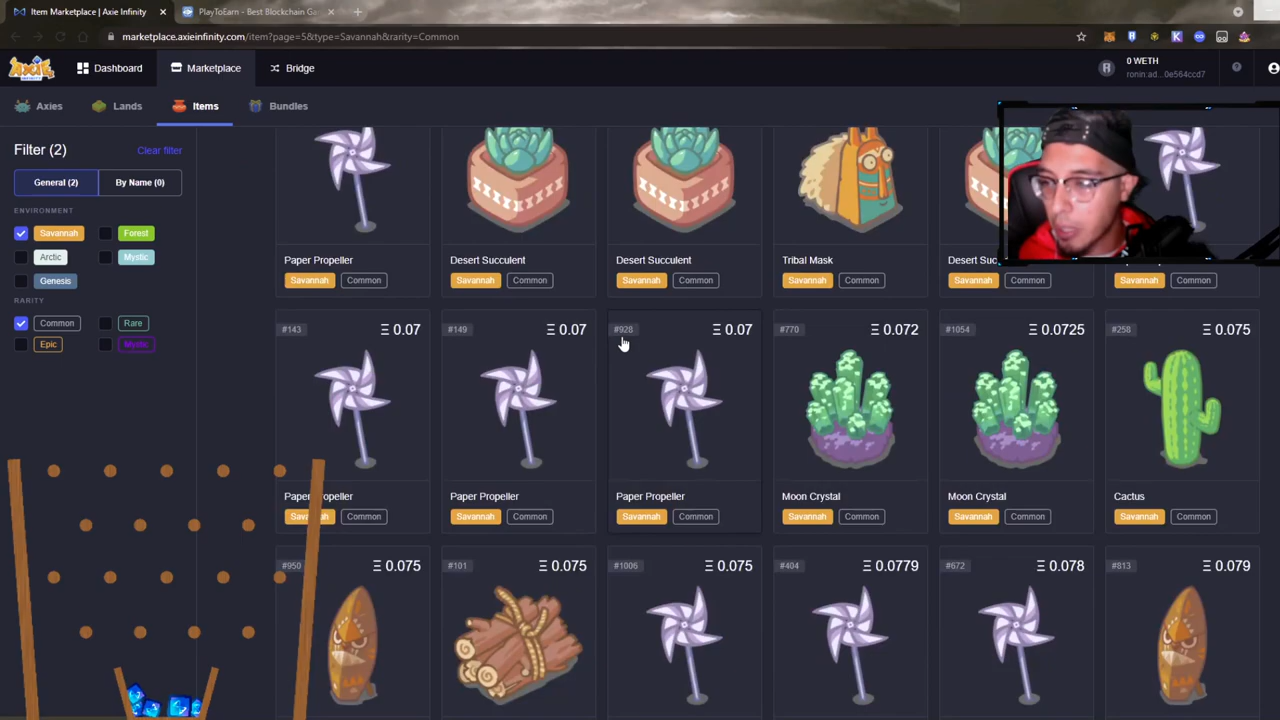 Item Marketplace | Axie Infinity
PlayToEarn - Best Blockchain Ga
marketplace.axieinfinity.com/item?page=5&type=Savannah&rarity=Common
Dashboard
Marketplace
Bridge
0 WETH
ronin:ad...0e564ccd7
Axies
Lands
Items
Bundles
Filter (2)
Clear filter
General (2)
By Name (0)
ENVIRONMENT
Savannah
Forest
Arctic
Mystic
Genesis
RARITY
Common
Rare
Epic
Mystic
Paper Propeller
Desert Succulent
Desert Succulent
Tribal Mask
Savannah Common
Savannah Common
Savannah Common
Savannah Common
Savannah Common
Savannah Common
#143 Ξ 0.07
#149 Ξ 0.07
#928 Ξ 0.07
#770 Ξ 0.072
#1054 Ξ 0.0725
#258 Ξ 0.075
Paper Propeller
Paper Propeller
Paper Propeller
Moon Crystal
Moon Crystal
Cactus
Savannah Common
Savannah Common
Savannah Common
Savannah Common
Savannah Common
Savannah Common
#950 Ξ 0.075
#101 Ξ 0.075
#1006 Ξ 0.075
#404 Ξ 0.0779
#672 Ξ 0.078
#813 Ξ 0.079